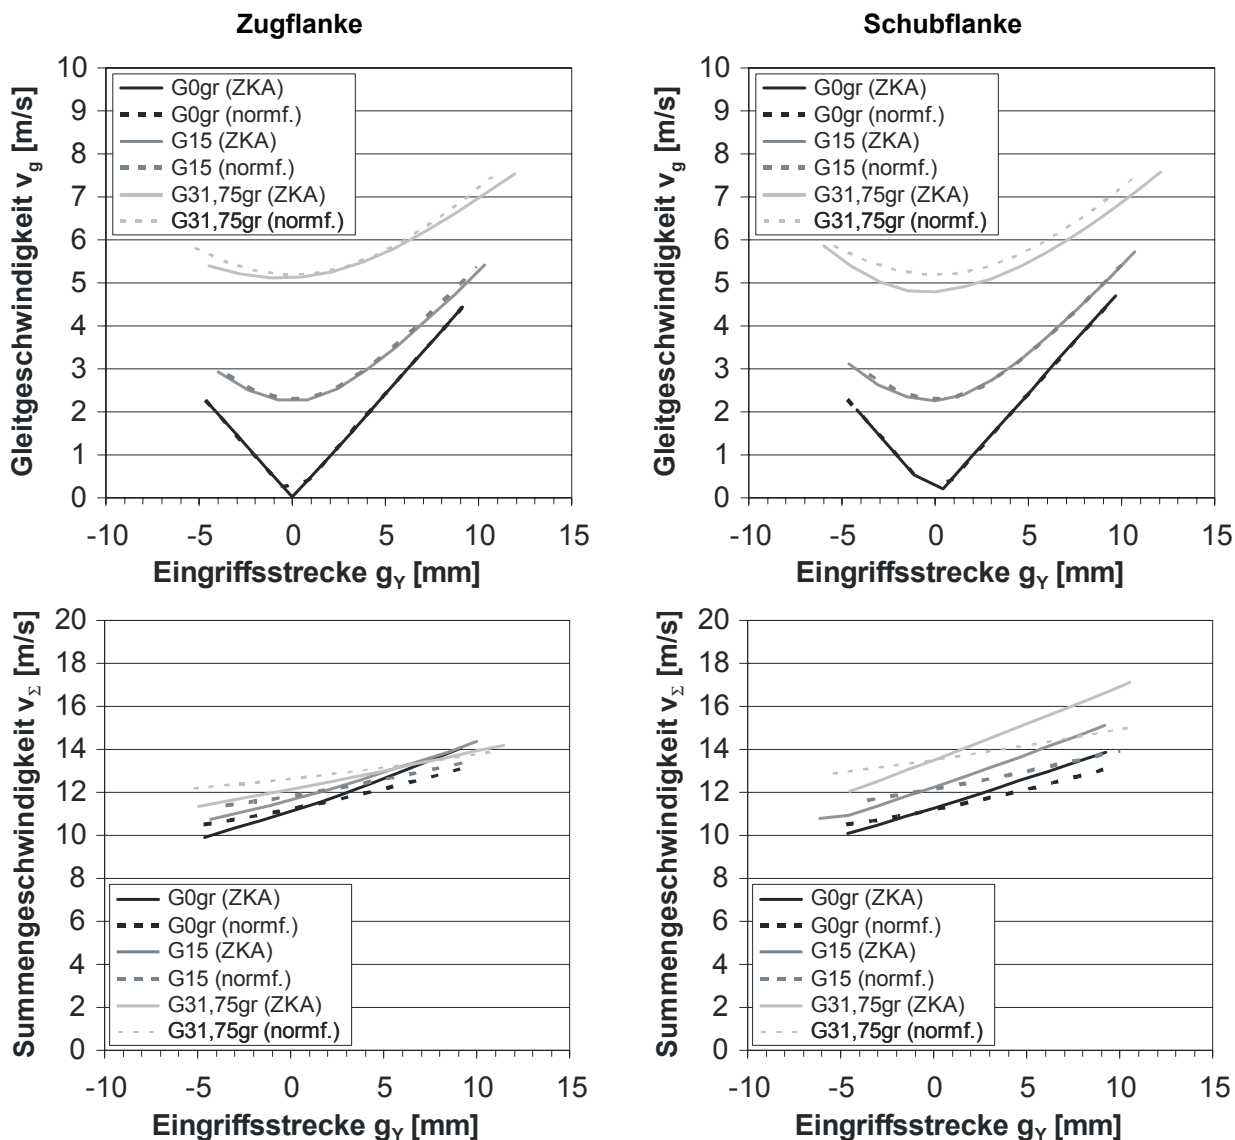 Zugflanke
Gleitgeschwindigkeit v_g [m/s]
10
9
8
7
6
5
4
3
2
1
0
G0gr (ZKA)
G0gr (normf.)
G15 (ZKA)
G15 (normf.)
G31,75gr (ZKA)
G31,75gr (normf.)
-10 -5 0 5 10 15
Eingriffsstrecke g_Y [mm]
Schubflanke
Gleitgeschwindigkeit v_g [m/s]
10
9
8
7
6
5
4
3
2
1
0
G0gr (ZKA)
G0gr (normf.)
G15 (ZKA)
G15 (normf.)
G31,75gr (ZKA)
G31,75gr (normf.)
-10 -5 0 5 10 15
Eingriffsstrecke g_Y [mm]
Summengeschwindigkeit v_Σ [m/s]
20
18
16
14
12
10
8
6
4
2
0
G0gr (ZKA)
G0gr (normf.)
G15 (ZKA)
G15 (normf.)
G31,75gr (ZKA)
G31,75gr (normf.)
-10 -5 0 5 10 15
Eingriffsstrecke g_Y [mm]
Summengeschwindigkeit v_Σ [m/s]
20
18
16
14
12
10
8
6
4
2
0
G0gr (ZKA)
G0gr (normf.)
G15 (ZKA)
G15 (normf.)
G31,75gr (ZKA)
G31,75gr (normf.)
-10 -5 0 5 10 15
Eingriffsstrecke g_Y [mm]